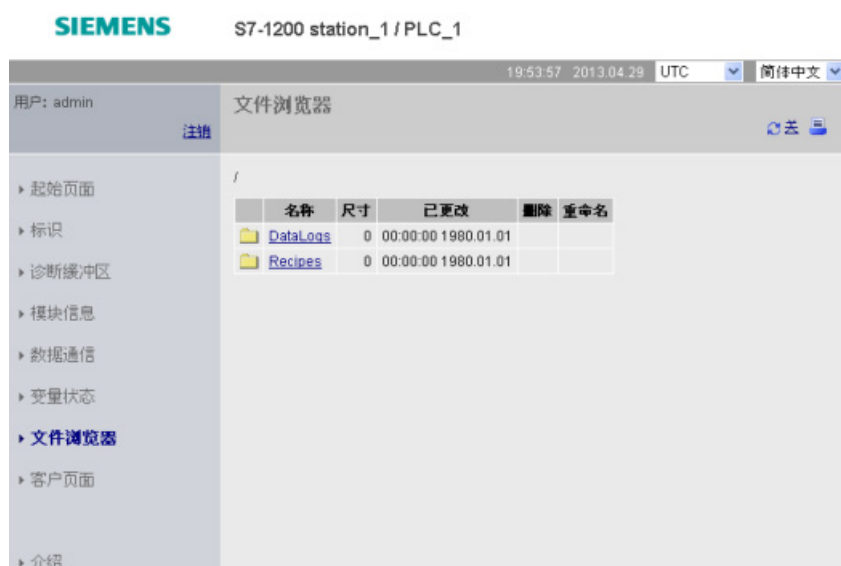 SIEMENS
S7-1200 station_1 / PLC_1
19:53:57 2013.04.29 UTC 简体中文
用户: admin
注销
文件浏览器
关
起始页面
标识
诊断缓冲区
模块信息
数据通信
变量状态
文件浏览器
客户页面
介绍
/
名称 尺寸 已更改 删除 重命名
DataLogs 0 00:00:00 1980.01.01
Recipes 0 00:00:00 1980.01.01